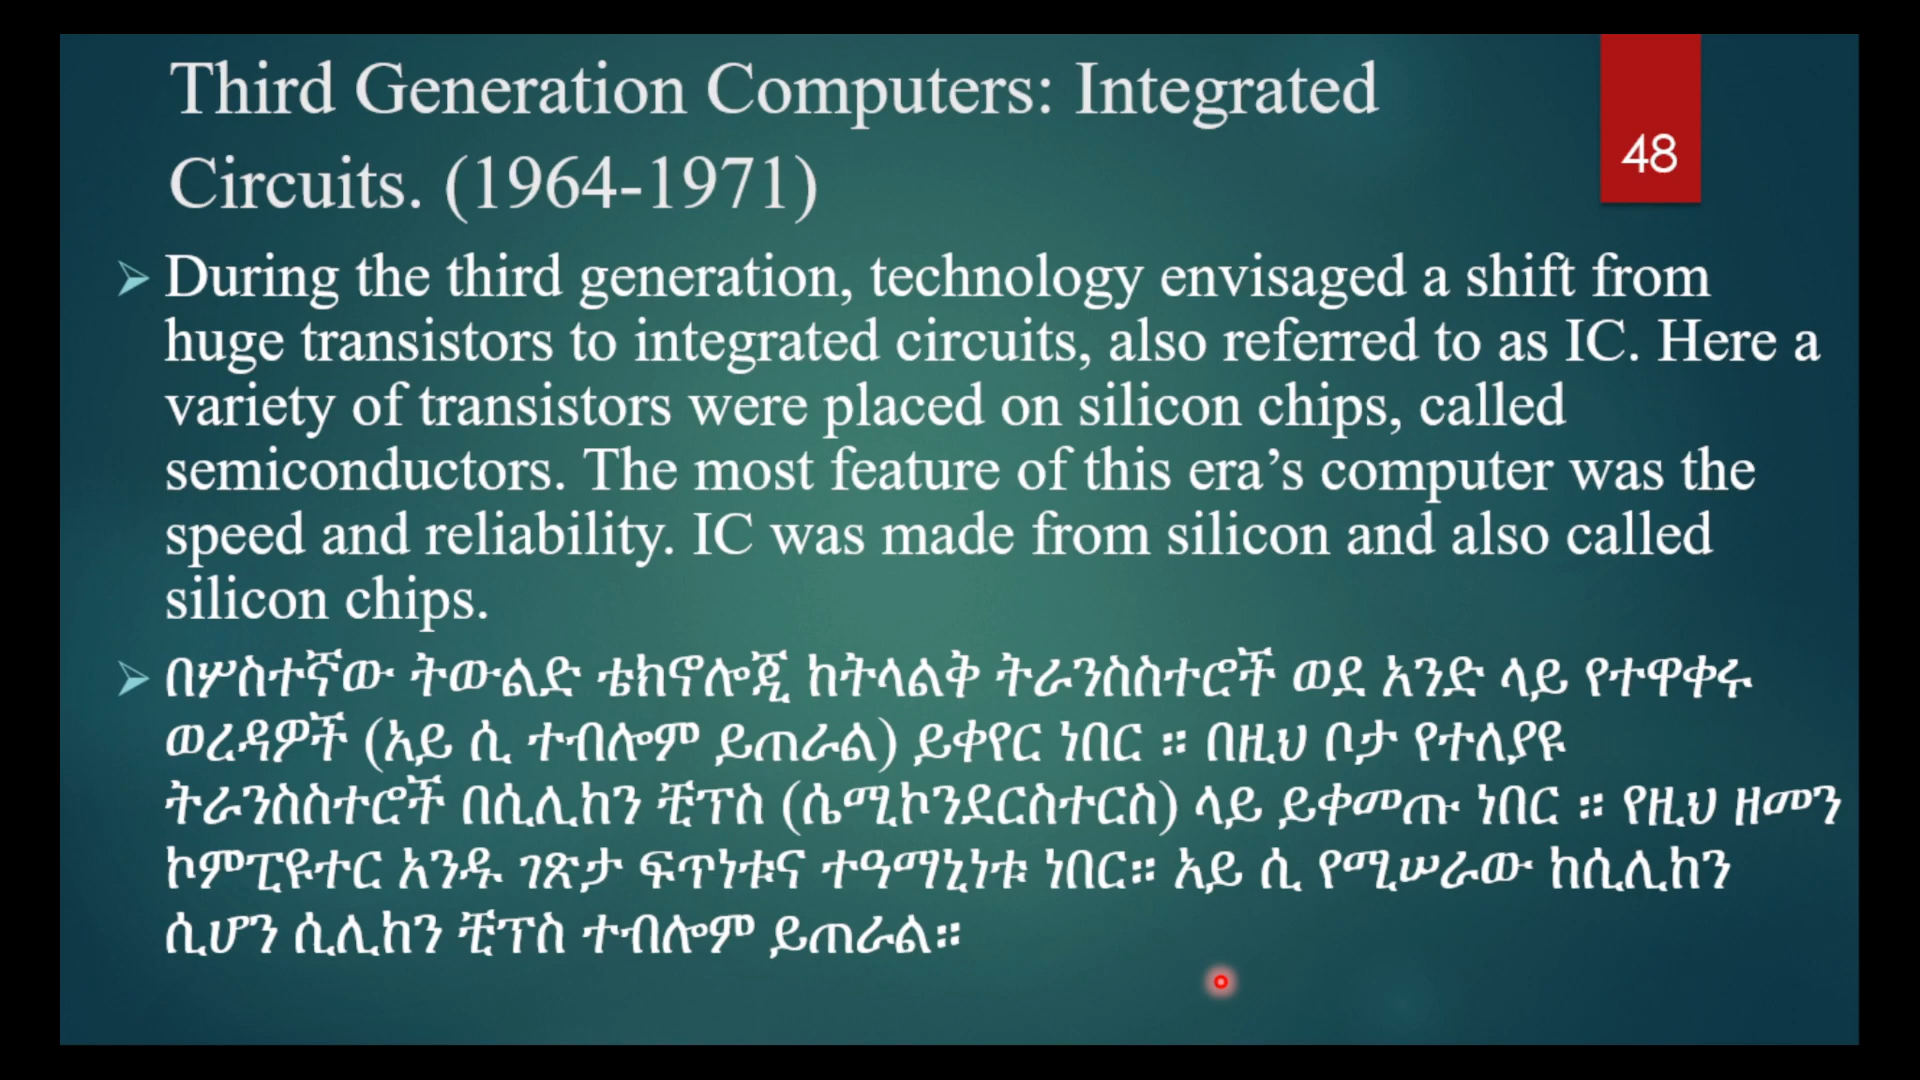 Third Generation Computers: Integrated
Circuits. (1964-1971)
48
During the third generation, technology envisaged a shift from
huge transistors to integrated circuits, also referred to as IC. Here a
variety of transistors were placed on silicon chips, called
semiconductors. The most feature of this era’s computer was the
speed and reliability. IC was made from silicon and also called
silicon chips.
በሦስተኛው ትውልድ ቴክኖሎጂ ከትላልቅ ትራንስስተሮች ወደ አንድ ላይ የተዋቀሩ
ወረዳዎች (አይ ሲ ተብሎም ይጠራል) ይቀየር ነበር ። በዚህ ቦታ የተለያዩ
ትራንስስተሮች በሲሊከን ቺፕስ (ሴሚኮንደርስተርስ) ላይ ይቀመጡ ነበር ። የዚህ ዘመን
ኮምፒዩተር አንዱ ገጽታ ፍጥነቱና ተዓማኒነቱ ነበር። አይ ሲ የሚሠራው ከሲሊከን
ሲሆን ሲሊከን ቺፕስ ተብሎም ይጠራል።